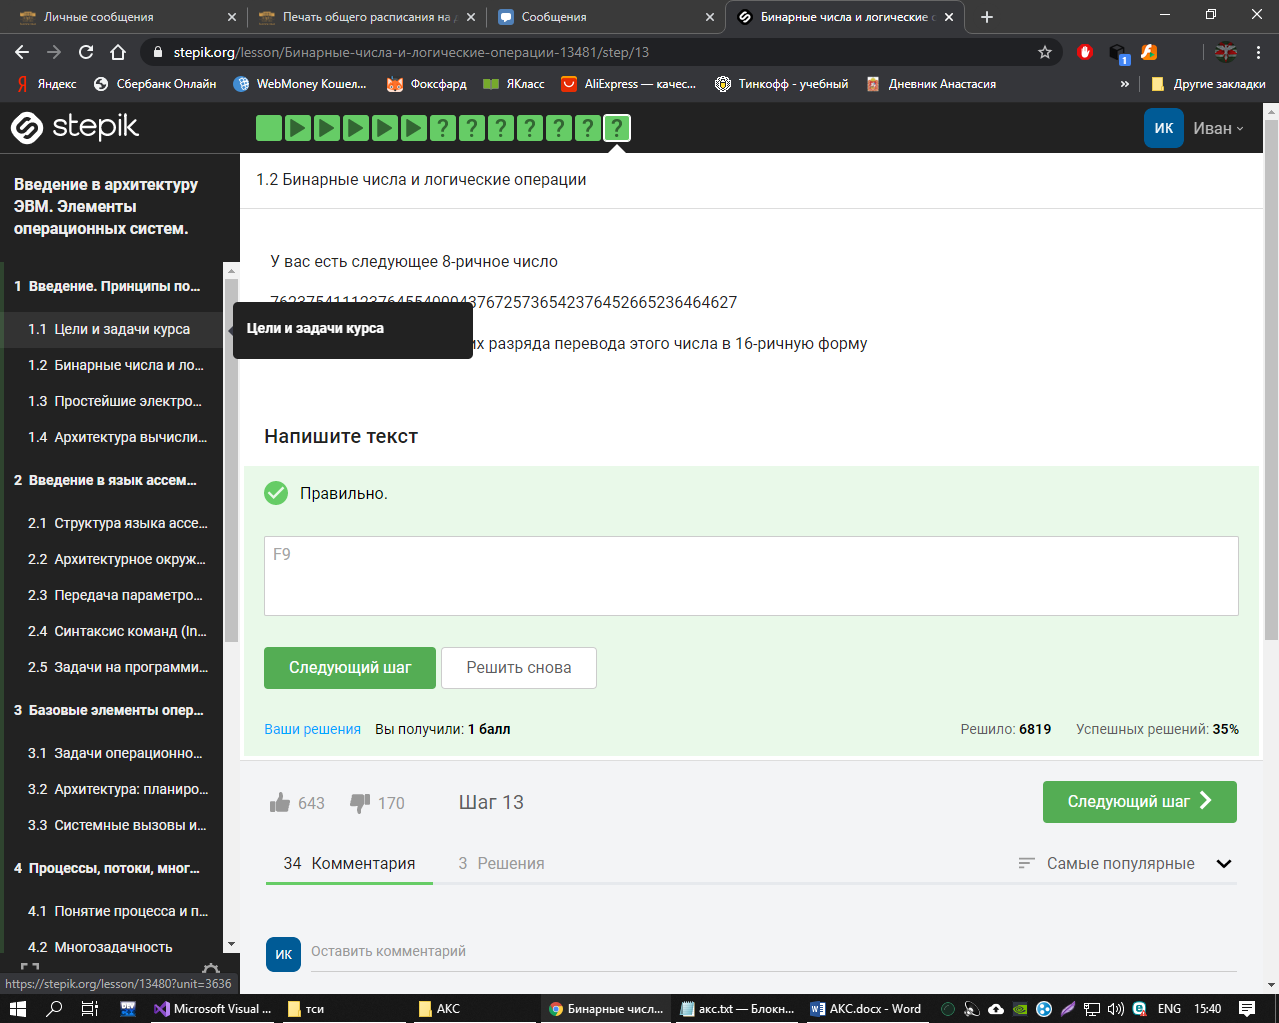 Личные сообщения
Печать общего расписания на
Сообщения
Бинарные числа и логические
stepik.org/lesson/Бинарные-числа-и-логические-операции-13481/step/13
Яндекс
Сбербанк Онлайн
WebMoney Кошел...
Фоксфард
ЯКласс
AliExpress — качес...
Тинкофф - учебный
Дневник Анастасия
»
Другие закладки
stepik
ИК
Иван
Введение в архитектуру
ЭВМ. Элементы
операционных систем.
1 Введение. Принципы по...
1.1 Цели и задачи курса
1.2 Бинарные числа и ло...
1.3 Простейшие электро...
1.4 Архитектура вычисли...
2 Введение в язык ассем...
2.1 Структура языка ассе...
2.2 Архитектурное окруж...
2.3 Передача параметро...
2.4 Синтаксис команд (In...
2.5 Задачи на программи...
3 Базовые элементы опер...
3.1 Задачи операционно...
3.2 Архитектура: планиро...
3.3 Системные вызовы и...
4 Процессы, потоки, мног...
4.1 Понятие процесса и п...
4.2 Многозадачность
https://stepik.org/lesson/13480?unit=3636
1.2 Бинарные числа и логические операции
У вас есть следующее 8-ричное число
Цели и задачи курса
их разряда перевода этого числа в 16-ричную форму
Напишите текст
Правильно.
F9
Следующий шаг
Решить снова
Ваши решения Вы получили: 1 балл
Решило: 6819 Успешных решений: 35%
643
170
Шаг 13
Следующий шаг
34 Комментария
3 Решения
Самые популярные
ИК
Оставить комментарий
Microsoft Visual ...
тси
АКС
Бинарные числ...
акс.txt — Блокн...
АКС.docx - Word
ENG
15:40